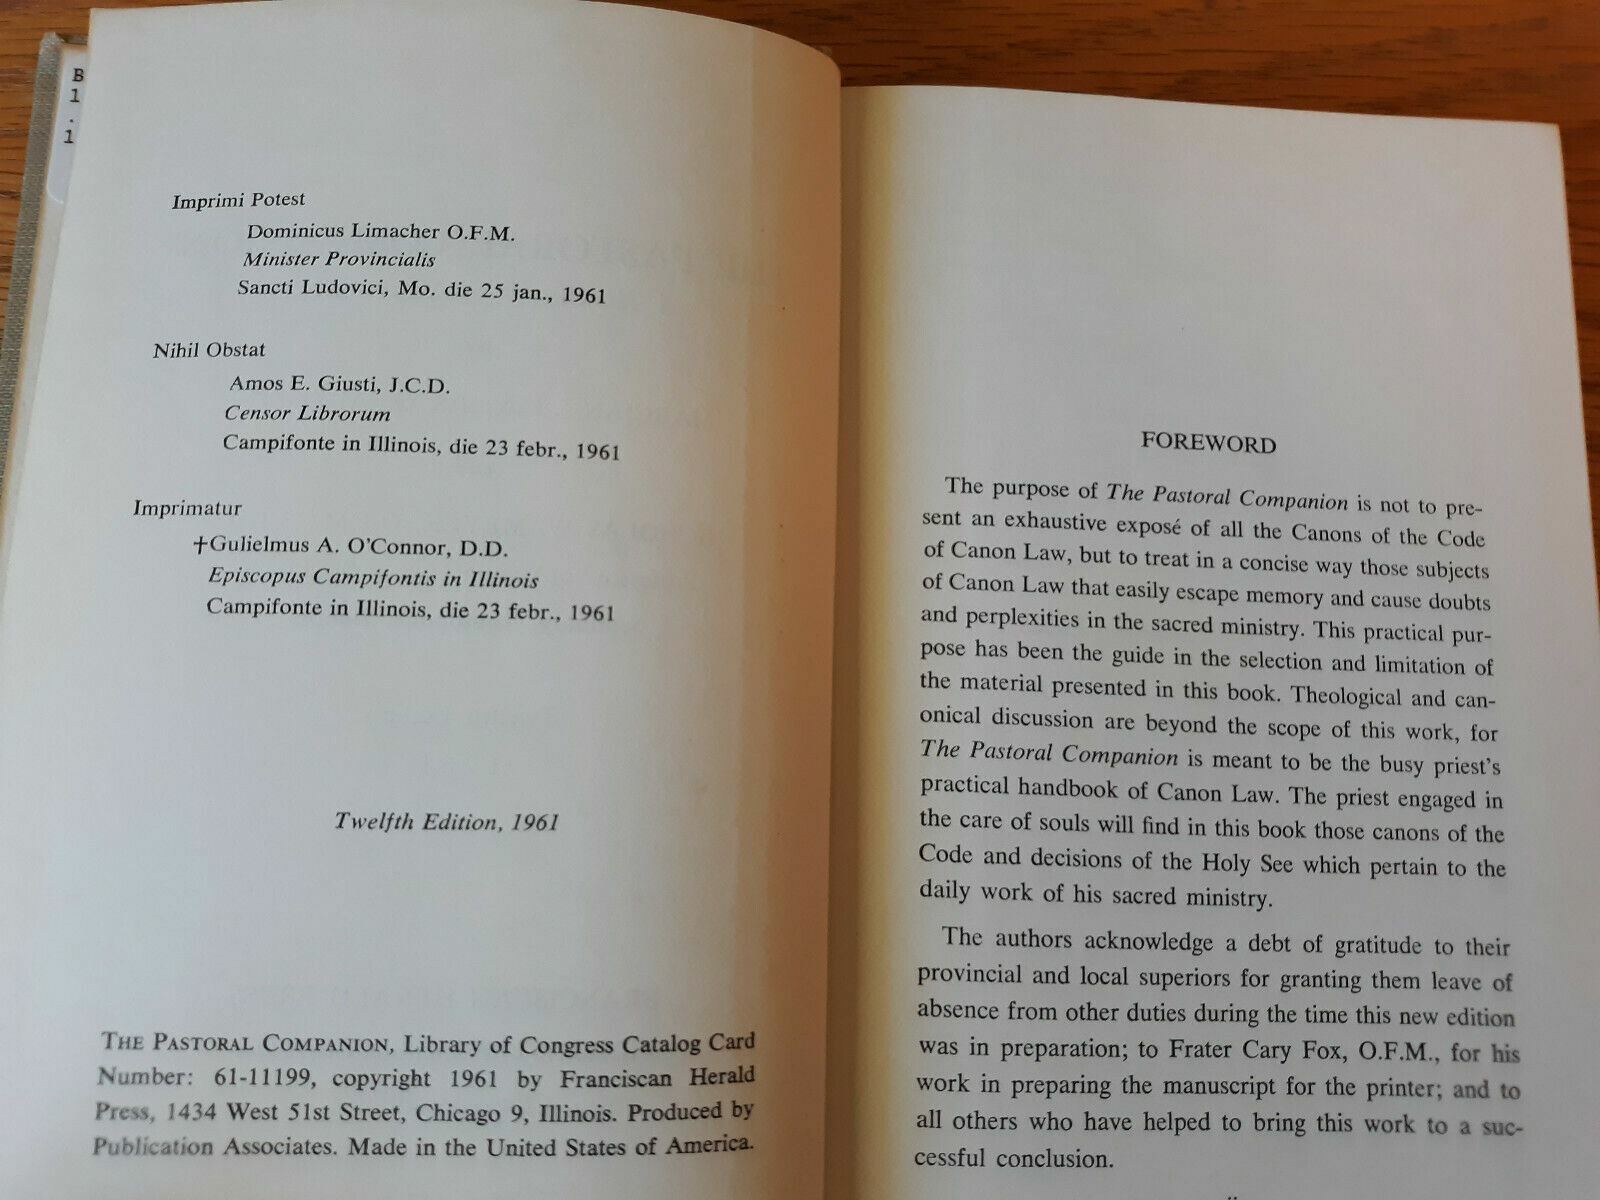 B
1
.
1
Imprimi Potest
Dominicus Limacher O.F.M.
Minister Provincialis
Sancti Ludovici, Mo. die 25 jan., 1961
Nihil Obstat
Amos E. Giusti, J.C.D.
Censor Librorum
Campifonte in Illinois, die 23 febr., 1961
Imprimatur
✝Gulielmus A. O'Connor, D.D.
Episcopus Campifontis in Illinois
Campifonte in Illinois, die 23 febr., 1961
Twelfth Edition, 1961
THE PASTORAL COMPANION, Library of Congress Catalog Card
Number: 61-11199, copyright 1961 by Franciscan Herald
Press, 1434 West 51st Street, Chicago 9, Illinois. Produced by
Publication Associates. Made in the United States of America.
FOREWORD
The purpose of The Pastoral Companion is not to pre-
sent an exhaustive exposé of all the Canons of the Code
of Canon Law, but to treat in a concise way those subjects
of Canon Law that easily escape memory and cause doubts
and perplexities in the sacred ministry. This practical pur-
pose has been the guide in the selection and limitation of
the material presented in this book. Theological and can-
onical discussion are beyond the scope of this work, for
The Pastoral Companion is meant to be the busy priest's
practical handbook of Canon Law. The priest engaged in
the care of souls will find in this book those canons of the
Code and decisions of the Holy See which pertain to the
daily work of his sacred ministry.
The authors acknowledge a debt of gratitude to their
provincial and local superiors for granting them leave of
absence from other duties during the time this new edition
was in preparation; to Frater Cary Fox, O.F.M., for his
work in preparing the manuscript for the printer; and to
all others who have helped to bring this work to a suc-
cessful conclusion.